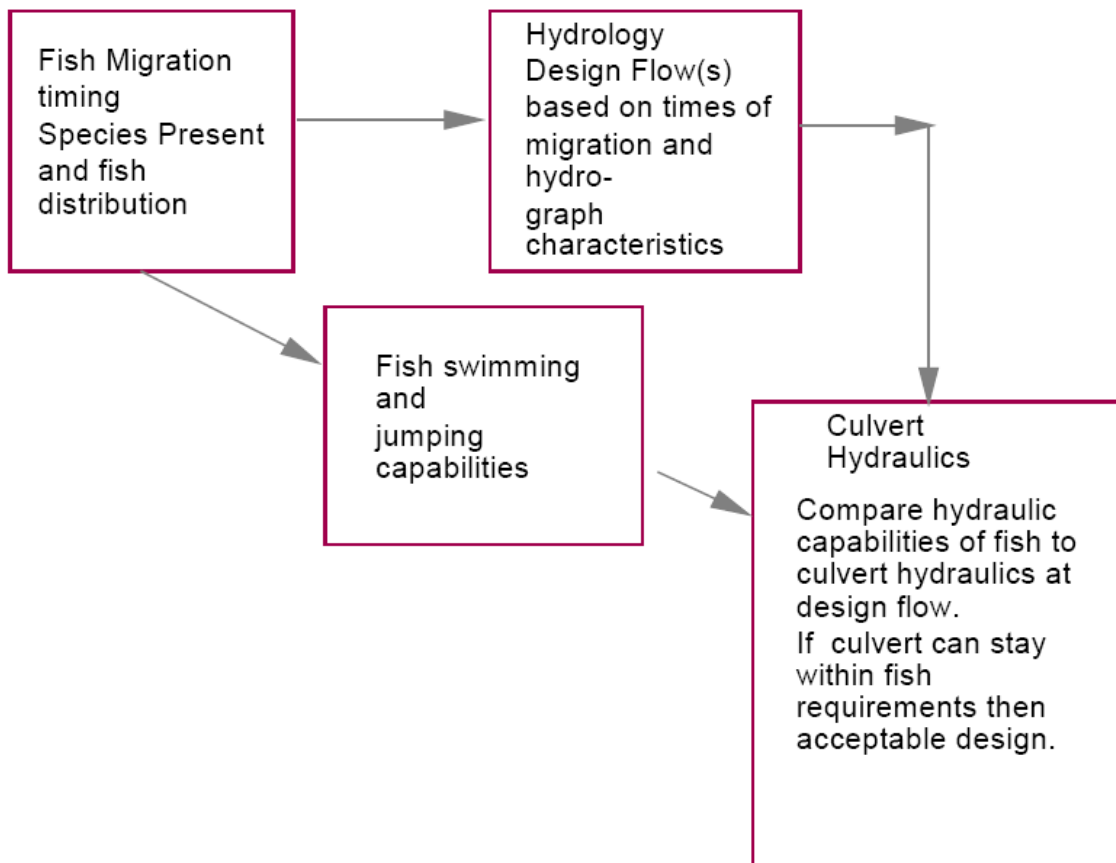 Fish Migration
timing
Species Present
and fish
distribution
Hydrology
Design Flow(s)
based on times of
migration and
hydro-
graph
characteristics
Fish swimming
and
jumping
capabilities
Culvert
Hydraulics
Compare hydraulic
capabilities of fish to
culvert hydraulics at
design flow.
If culvert can stay
within fish
requirements then
acceptable design.